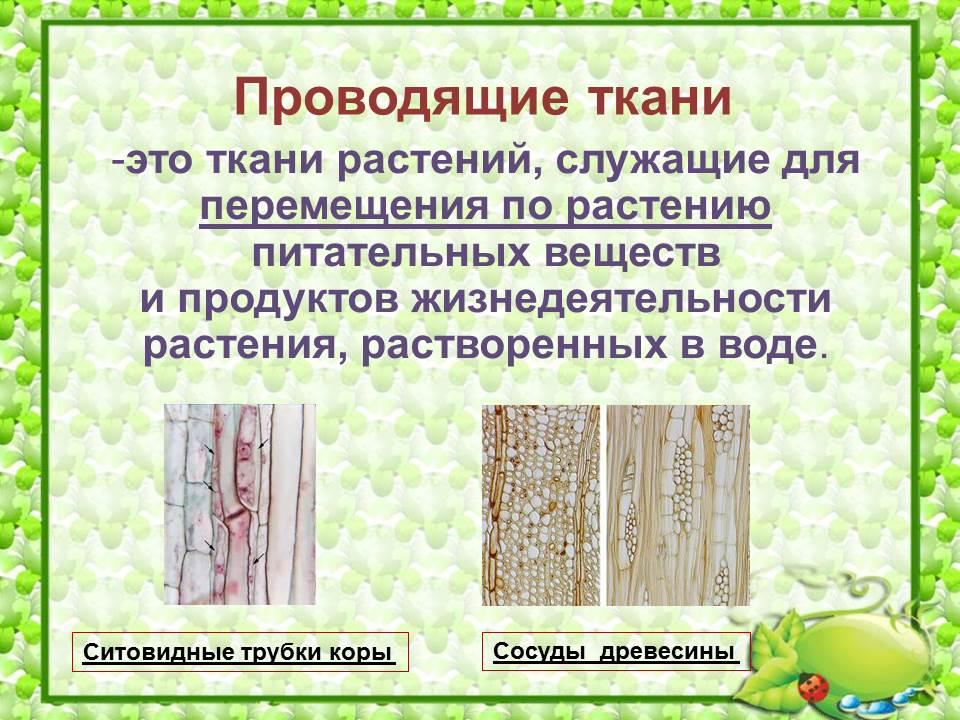 Проводящие ткани
-это ткани растений, служащие для
перемещения по растению
питательных веществ
и продуктов жизнедеятельности
растения, растворенных в воде.
Ситовидные трубки коры
Сосуды древесины